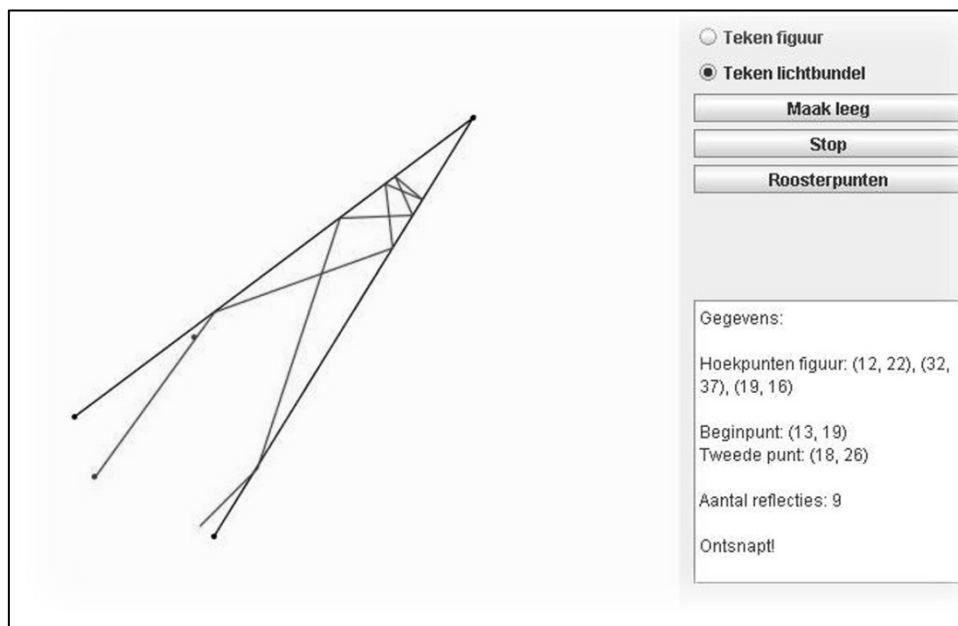 Teken figuur
Teken lichtbundel
Maak leeg
Stop
Roosterpunten
Gegevens:
Hoekpunten figuur: (12, 22), (32,
37), (19, 16)
Beginpunt: (13, 19)
Tweede punt: (18, 26)
Aantal reflecties: 9
Ontsnapt!